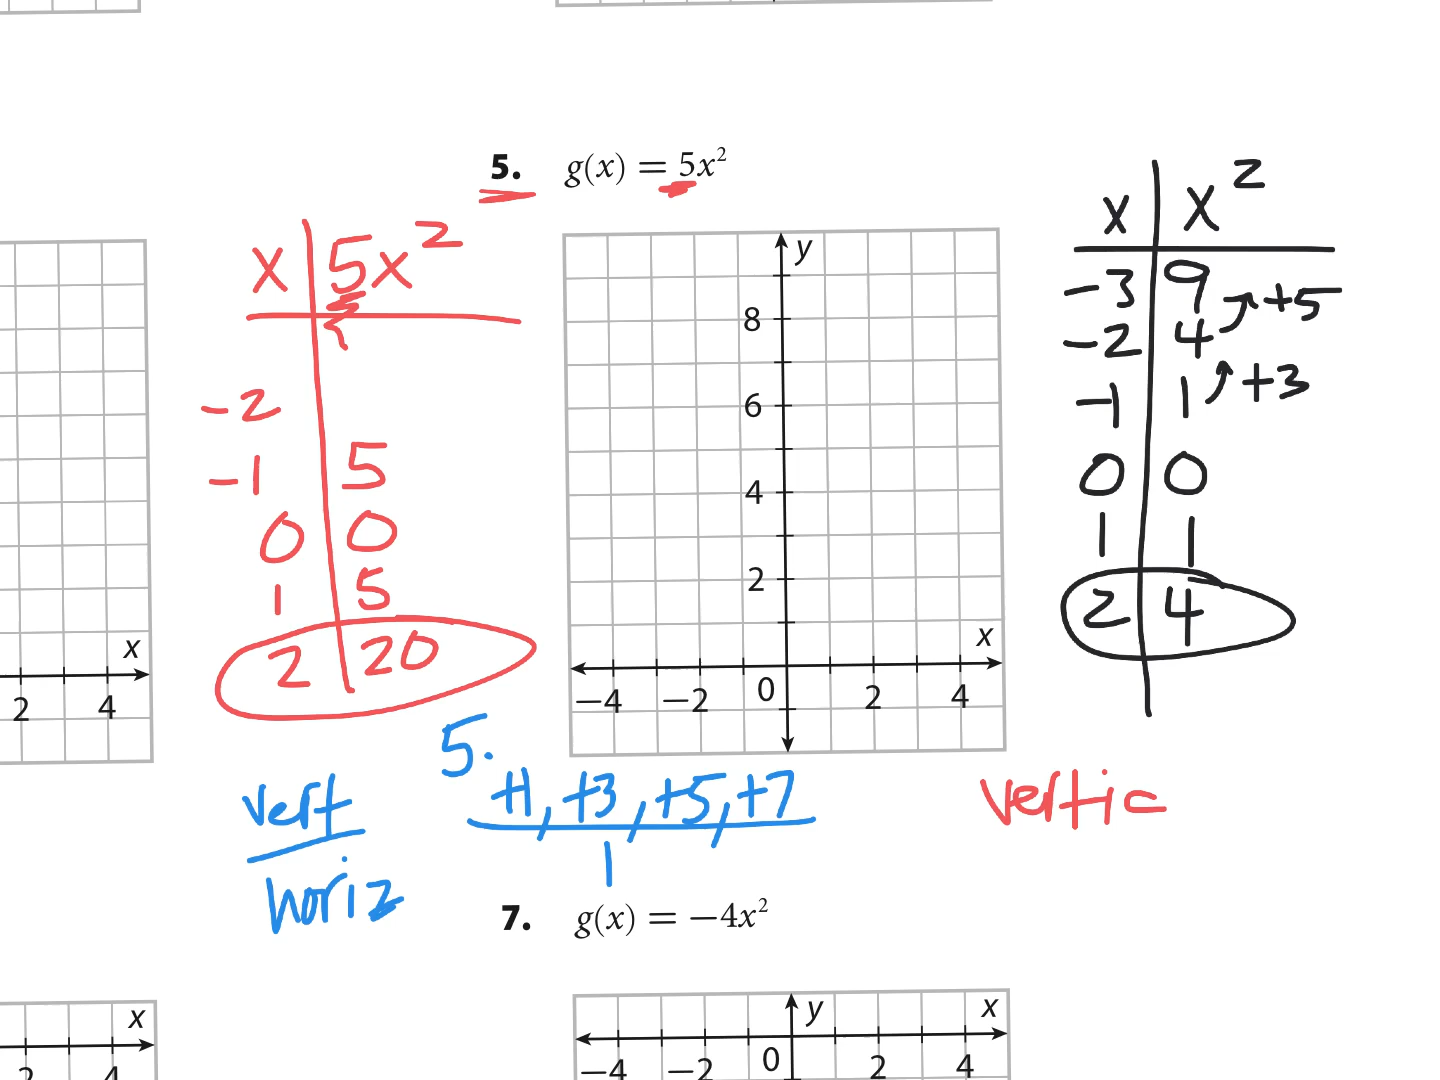 5. g(x) = 5x²
x | 5x²
-2
-1 | 5
0 | 0
1 | 5
2 | 20
y
8
6
4
2
x
−4 −2 0 2 4
x | x²
-3 | 9
+5
-2 | 4
+3
-1 | 1
0 | 0
1 | 1
2 | 4
x
2 4
vert
horiz
5. +1, +3, +5, +7
1
vertic
7. g(x) = −4x²
x
2 4
y
x
−4 −2 0 2 4